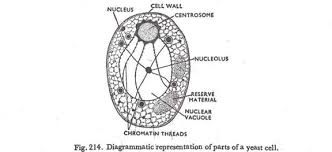 NUCLEUS
CELL WALL
CENTROSOME
NUCLEOLUS
RESERVE
MATERIAL
NUCLEAR
VACUOLE
CHROMATIN THREADS
Fig. 214. Diagrammatic representation of parts of a yeast cell.